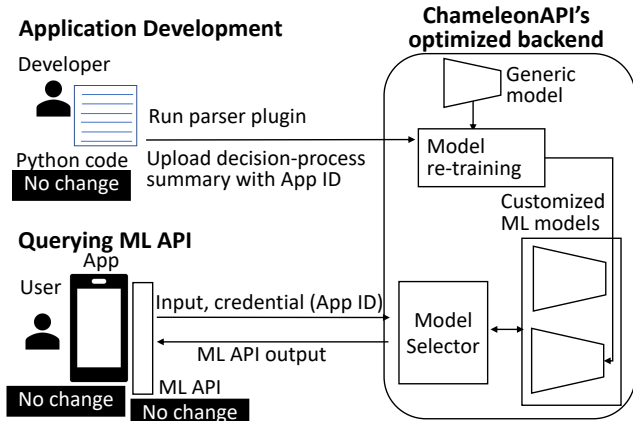 Application Development
ChameleonAPI's
optimized backend
Developer
Python code
No change
Run parser plugin
Upload decision-process
summary with App ID
Generic
model
Model
re-training
Customized
ML models
Querying ML API
App
User
Input, credential (App ID)
ML API output
Model
Selector
No change
ML API
No change